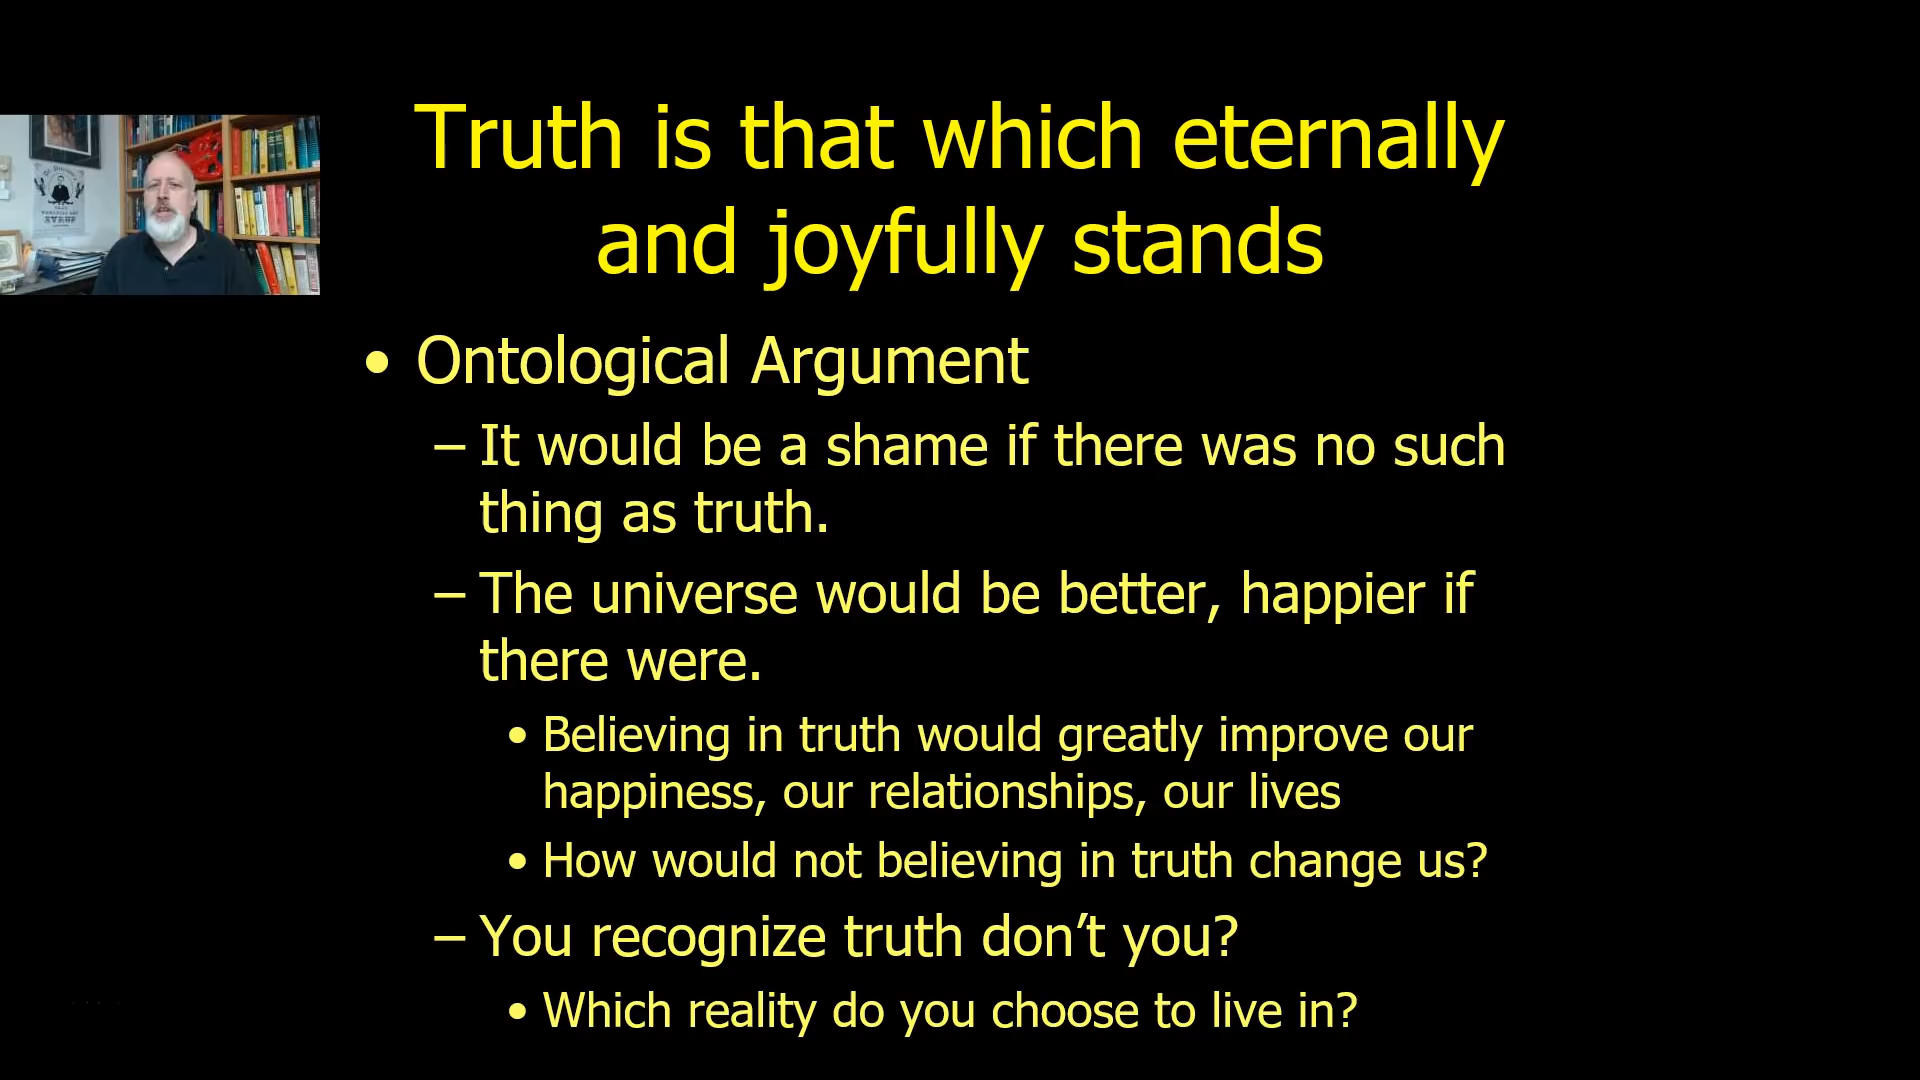 Truth is that which eternally
and joyfully stands
• Ontological Argument
– It would be a shame if there was no such
thing as truth.
– The universe would be better, happier if
there were.
• Believing in truth would greatly improve our
happiness, our relationships, our lives
• How would not believing in truth change us?
– You recognize truth don’t you?
• Which reality do you choose to live in?
SYRUP